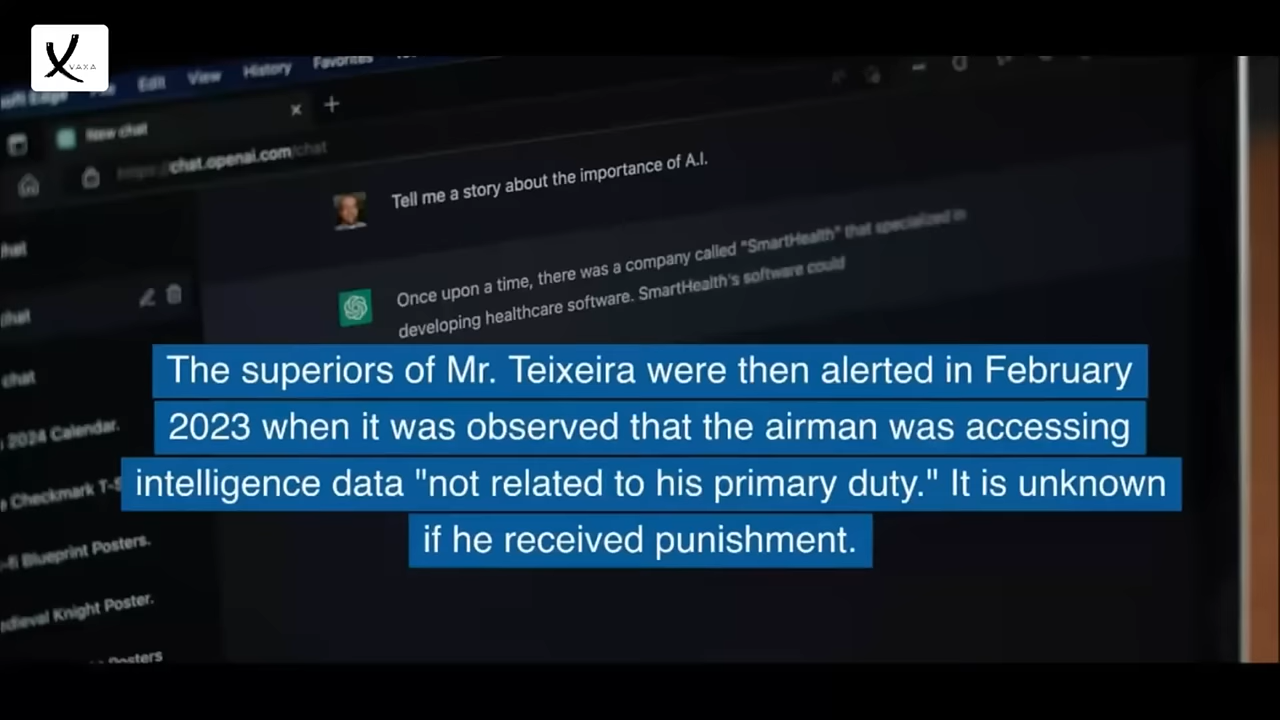 VAXA
Edit View History Favorites
New chat
chat.openai.com/chat
Tell me a story about the importance of A.I.
Once upon a time, there was a company called "SmartHealth" that specialized in
developing healthcare software. SmartHealth's software could
chat
2024 Calendar.
Checkmark
Blueprint Posters.
Knight Poster.
Posters
The superiors of Mr. Teixeira were then alerted in February
2023 when it was observed that the airman was accessing
intelligence data "not related to his primary duty." It is unknown
if he received punishment.